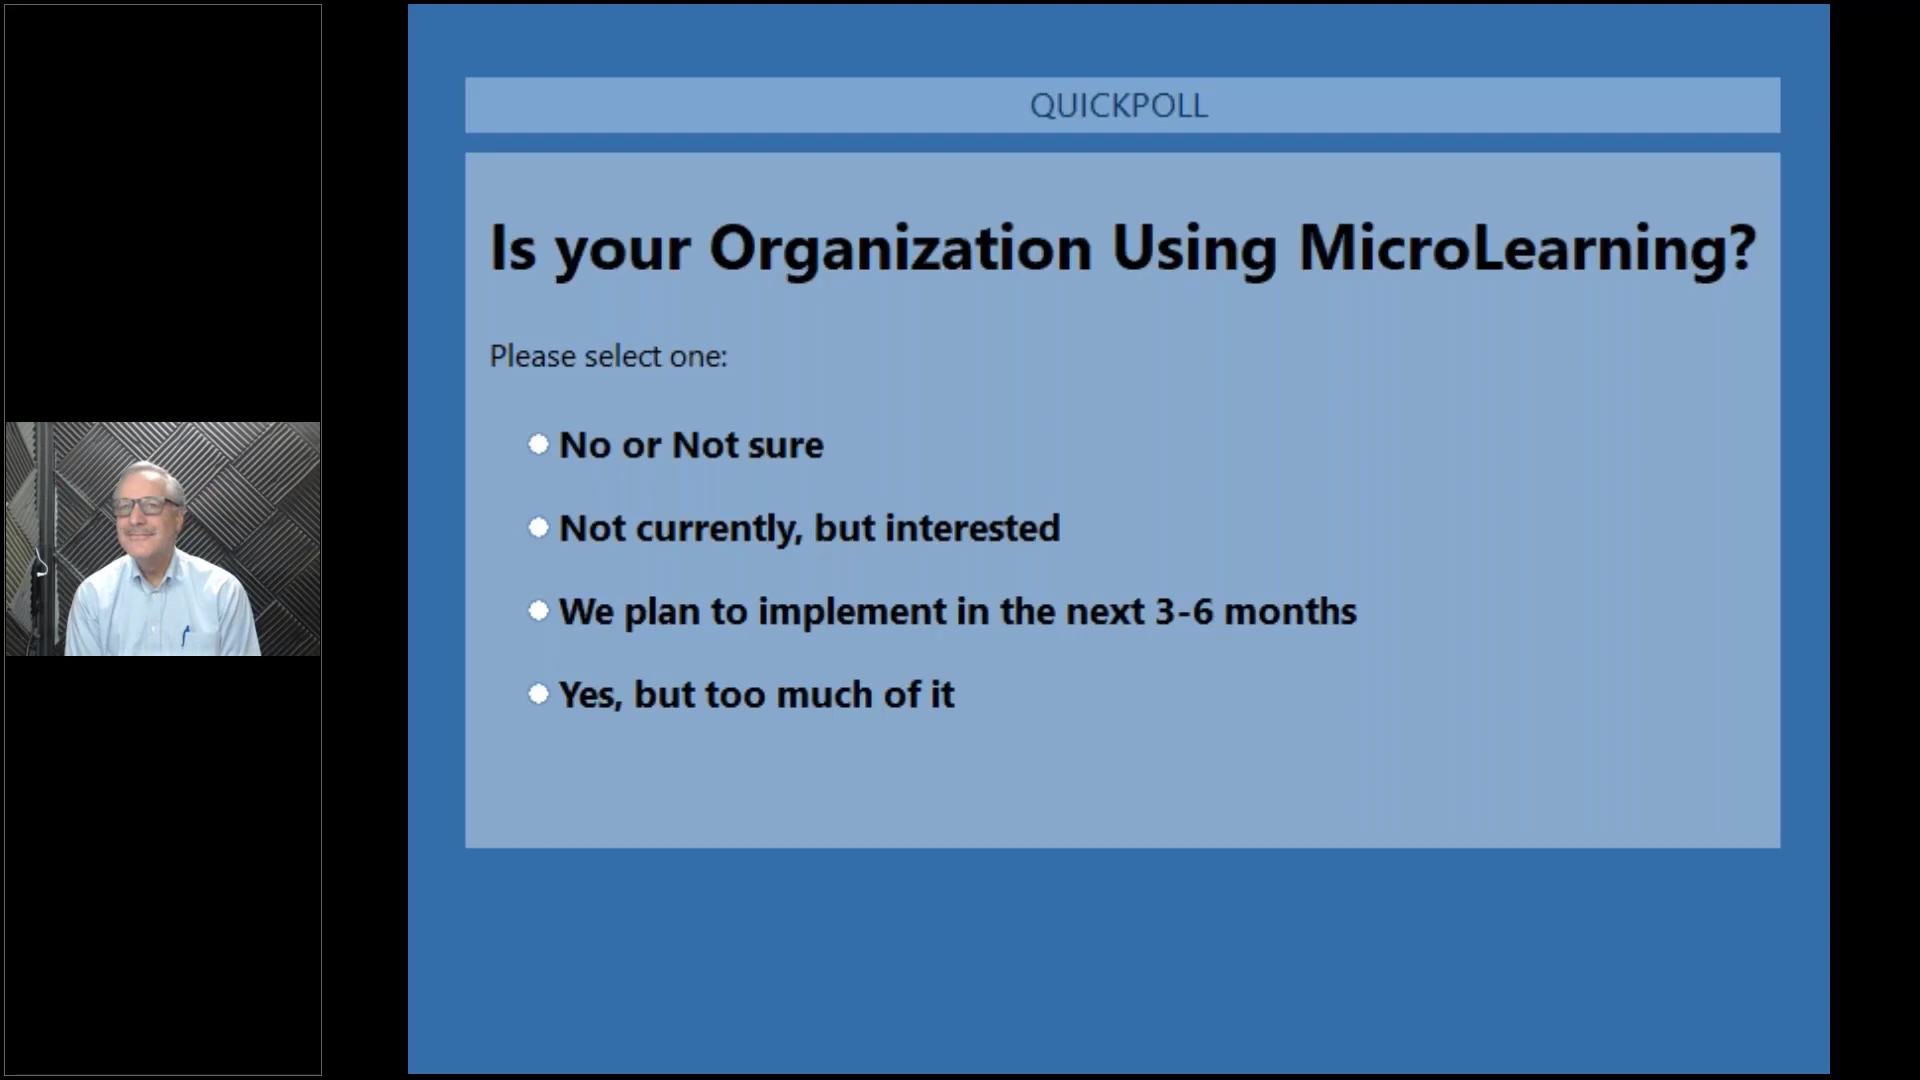 QUICKPOLL
Is your Organization Using MicroLearning?
Please select one:
No or Not sure
Not currently, but interested
We plan to implement in the next 3-6 months
Yes, but too much of it